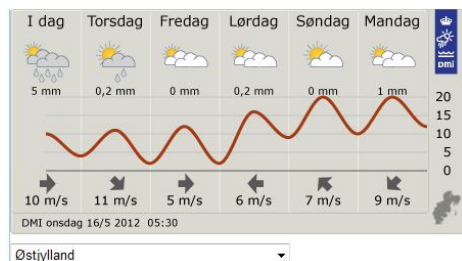 I dag Torsdag Fredag Lørdag Søndag Mandag
5 mm 0,2 mm 0 mm 0,2 mm 0 mm 1 mm
DMI
20
15
10
5
0
10 m/s 11 m/s 5 m/s 6 m/s 7 m/s 9 m/s
DMI onsdag 16/5 2012 05:30
Østjylland